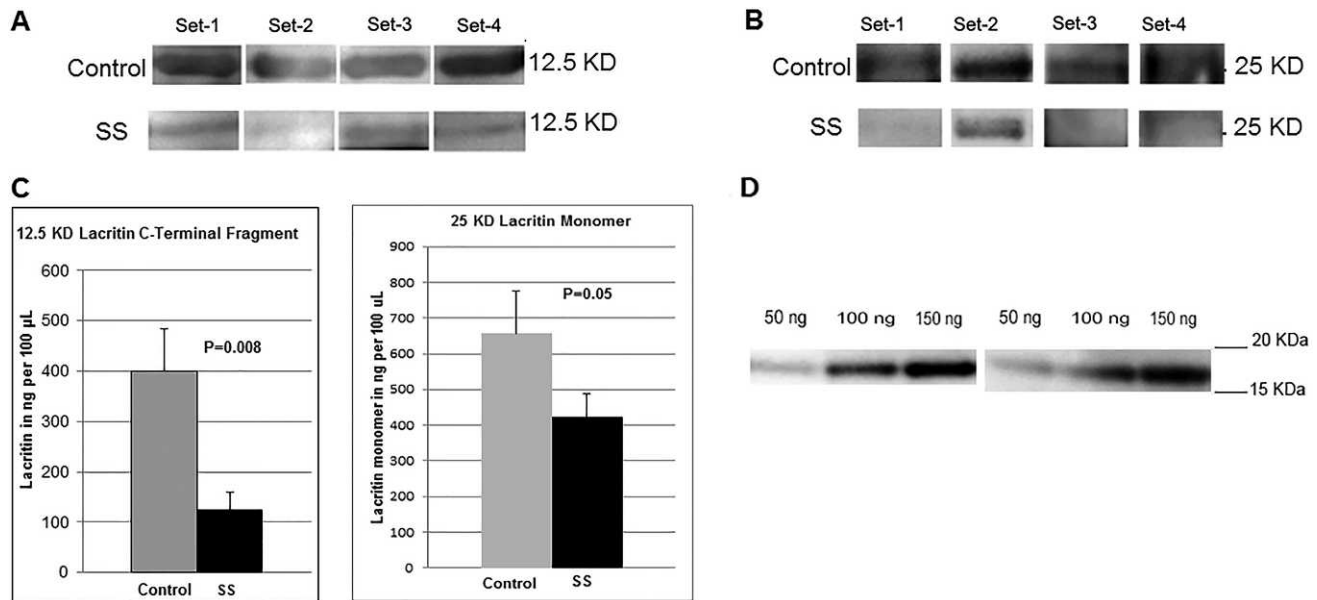 A
Set-1 Set-2 Set-3 Set-4
Control 12.5 KD
SS 12.5 KD
B
Set-1 Set-2 Set-3 Set-4
Control 25 KD
SS 25 KD
C
12.5 KD Lacritin C-Terminal Fragment
Lacritin in ng per 100 µL
600
500
400
300
200
100
0
P=0.008
Control SS
25 KD Lacritin Monomer
Lacritin monomer in ng per 100 uL
900
800
700
600
500
400
300
200
100
0
P=0.05
Control SS
D
50 ng 100 ng 150 ng 50 ng 100 ng 150 ng
20 KDa
15 KDa